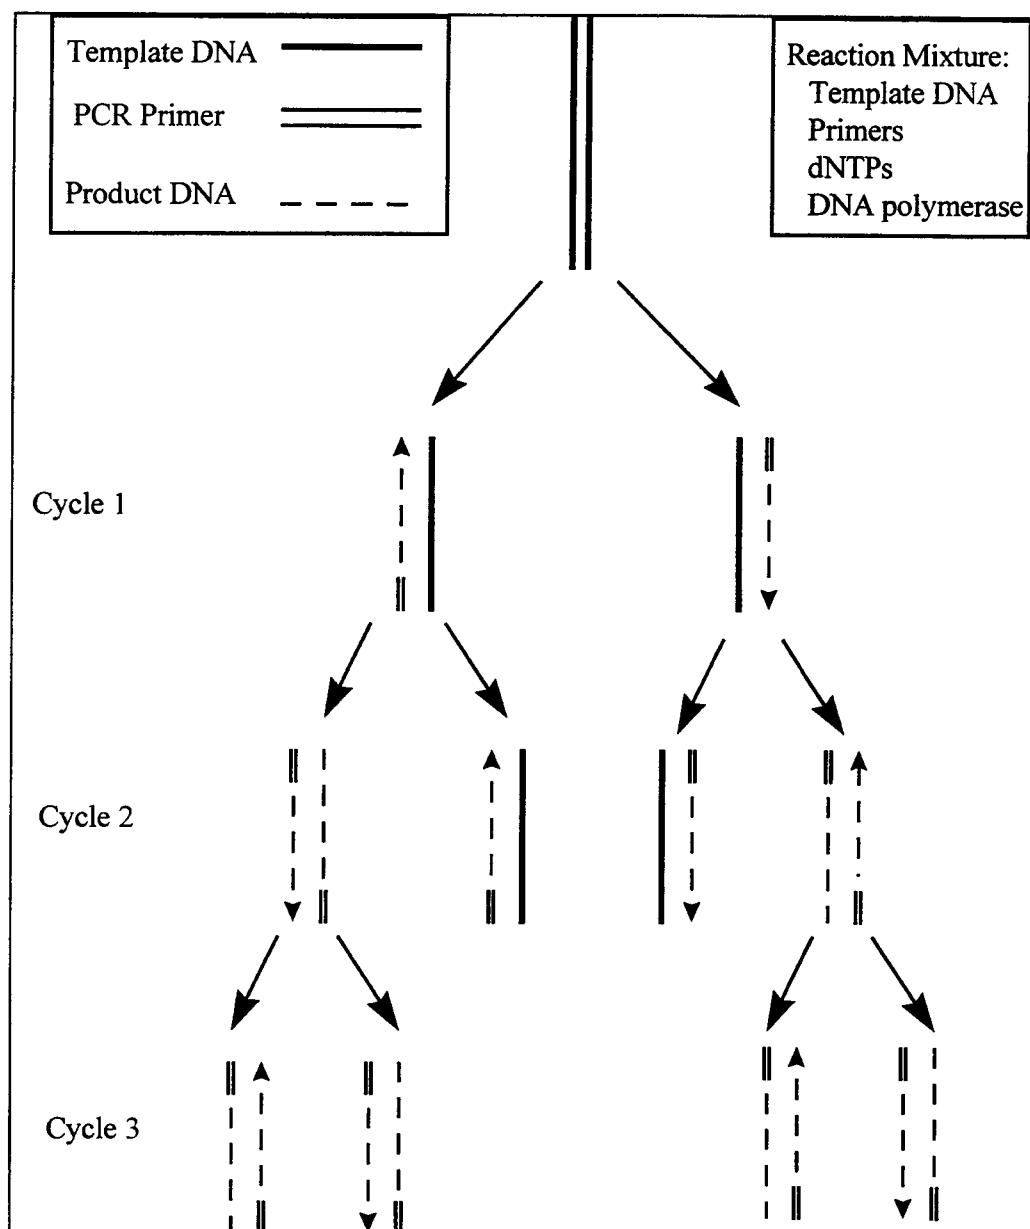 Template DNA
PCR Primer
Product DNA
Reaction Mixture:
Template DNA
Primers
dNTPs
DNA polymerase
Cycle 1
Cycle 2
Cycle 3